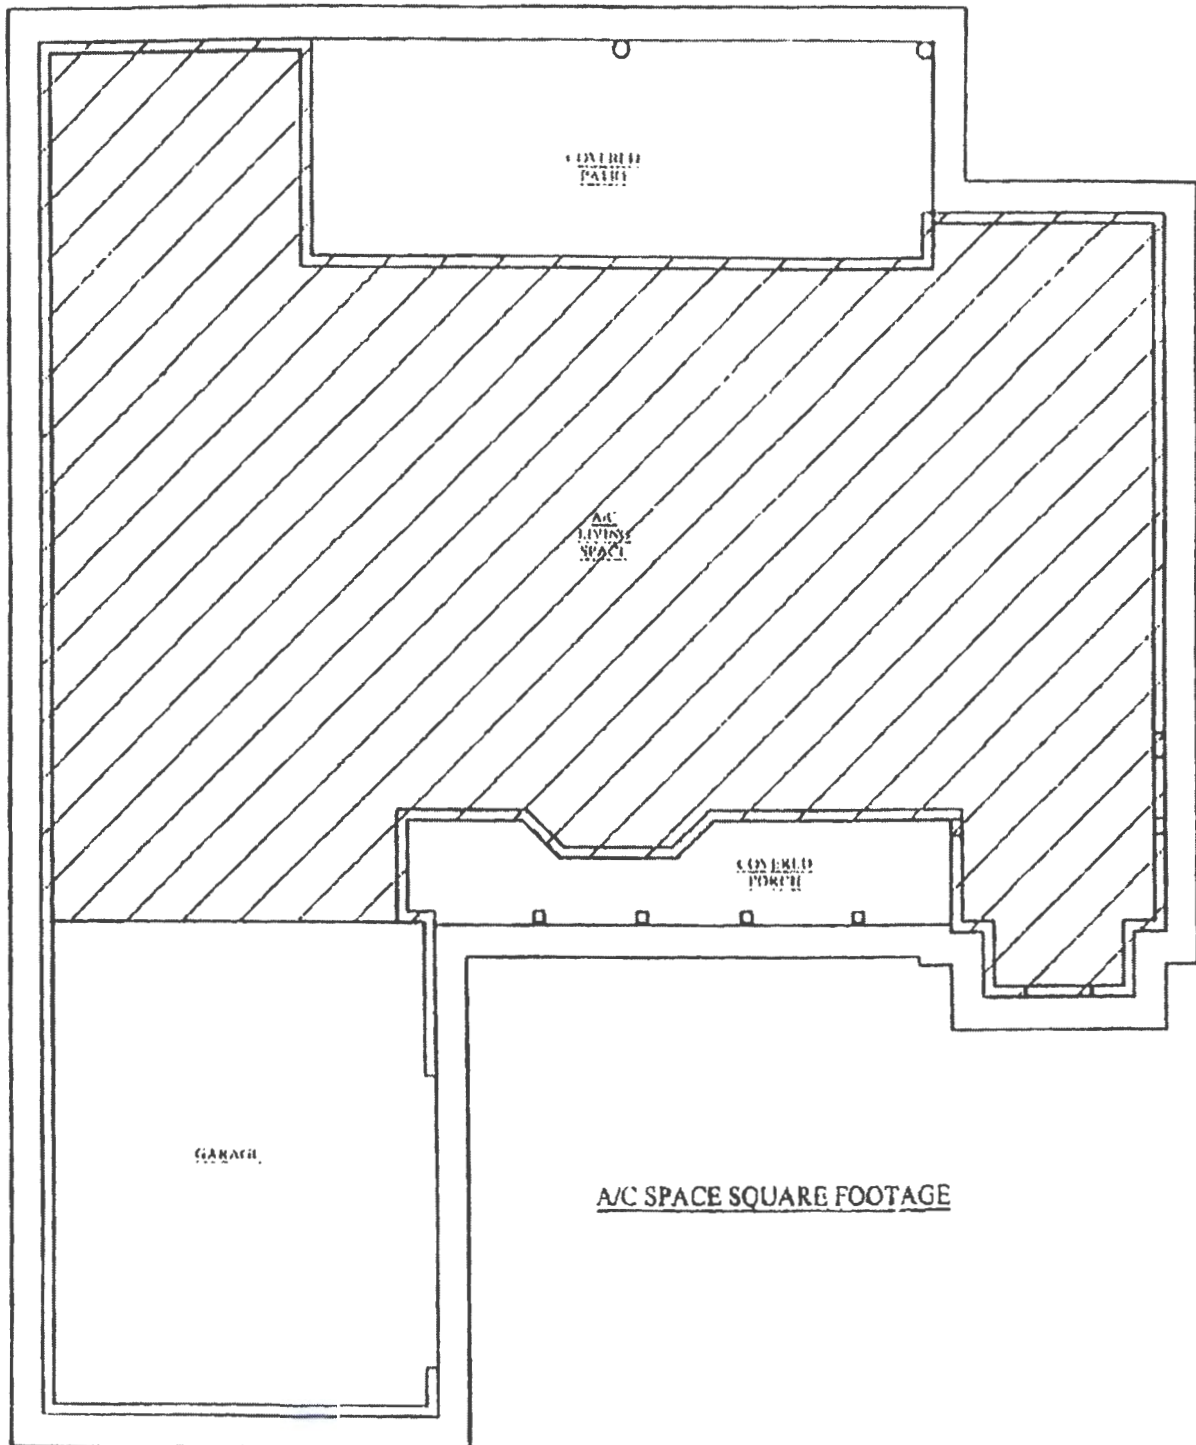 COVERED
PATIO
A/C
LIVING
SPACE
COVERED
PORCH
GARAGE
A/C SPACE SQUARE FOOTAGE